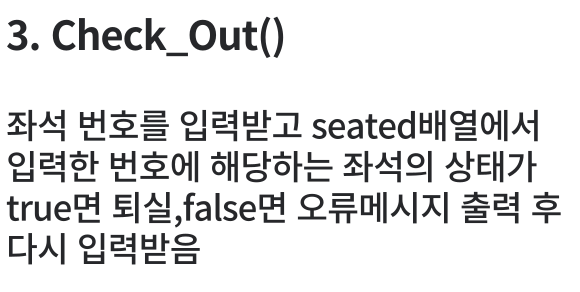 3. Check_Out()
좌석 번호를 입력받고 seated배열에서
입력한 번호에 해당하는 좌석의 상태가
true면 퇴실,false면 오류메시지 출력 후
다시 입력받음